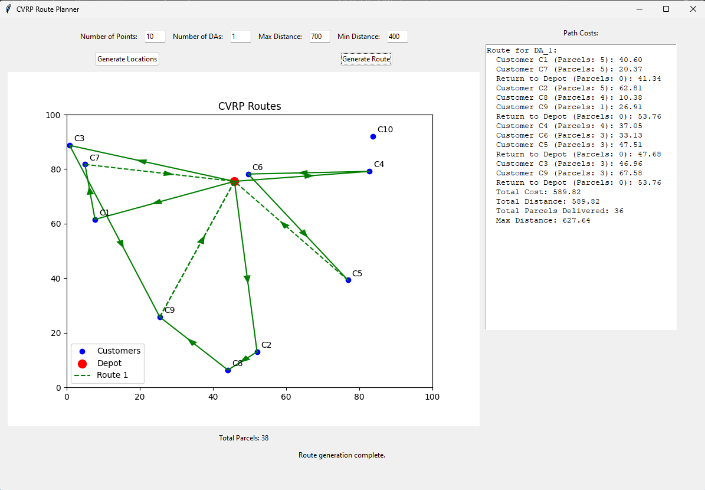 CVRP Route Planner
Number of Points: 10 Number of DAs: 1 Max Distance: 700 Min Distance: 400
Generate Locations Generate Route
CVRP Routes
100
80
60
40
20
0
0 20 40 60 80 100
C3
C7
C1
C10
C6
C4
C5
C9
C2
C8
Customers
Depot
Route 1
Total Parcels: 38
Route generation complete.
Path Costs:
Route for DA_1:
Customer C1 (Parcels: 5): 40.60
Customer C7 (Parcels: 5): 20.37
Return to Depot (Parcels: 0): 41.34
Customer C2 (Parcels: 5): 62.81
Customer C8 (Parcels: 4): 10.38
Customer C9 (Parcels: 1): 26.91
Return to Depot (Parcels: 0): 53.76
Customer C4 (Parcels: 4): 37.05
Customer C6 (Parcels: 3): 33.13
Customer C5 (Parcels: 3): 47.51
Return to Depot (Parcels: 0): 47.68
Customer C3 (Parcels: 3): 46.96
Customer C9 (Parcels: 3): 67.58
Return to Depot (Parcels: 0): 53.76
Total Cost: 589.82
Total Distance: 589.82
Total Parcels Delivered: 36
Max Distance: 627.64